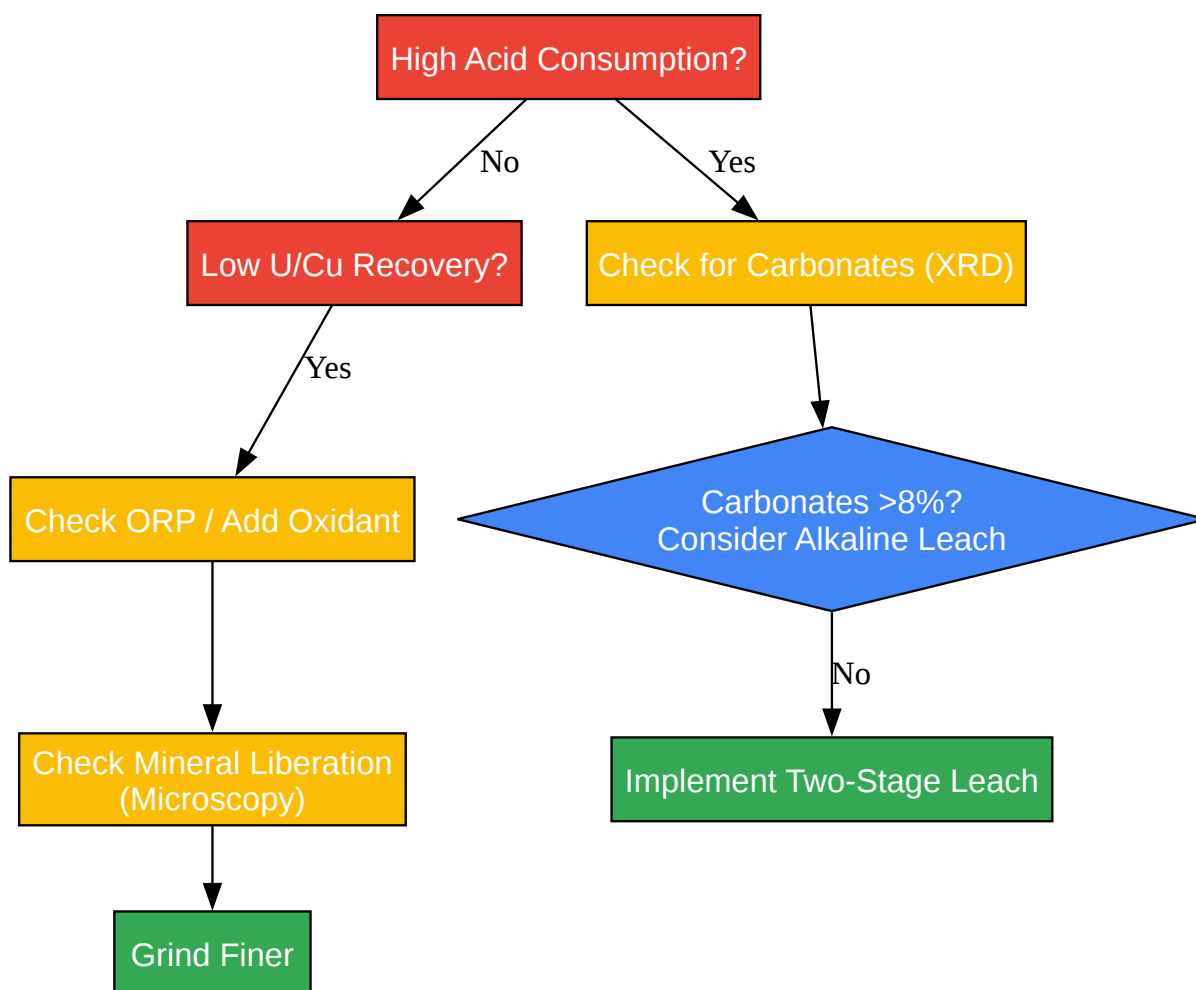 High Acid Consumption?
No
Yes
Low U/Cu Recovery?
Check for Carbonates (XRD)
Yes
Check ORP / Add Oxidant
Carbonates >8%?
Consider Alkaline Leach
No
Check Mineral Liberation
(Microscopy)
Implement Two-Stage Leach
Grind Finer